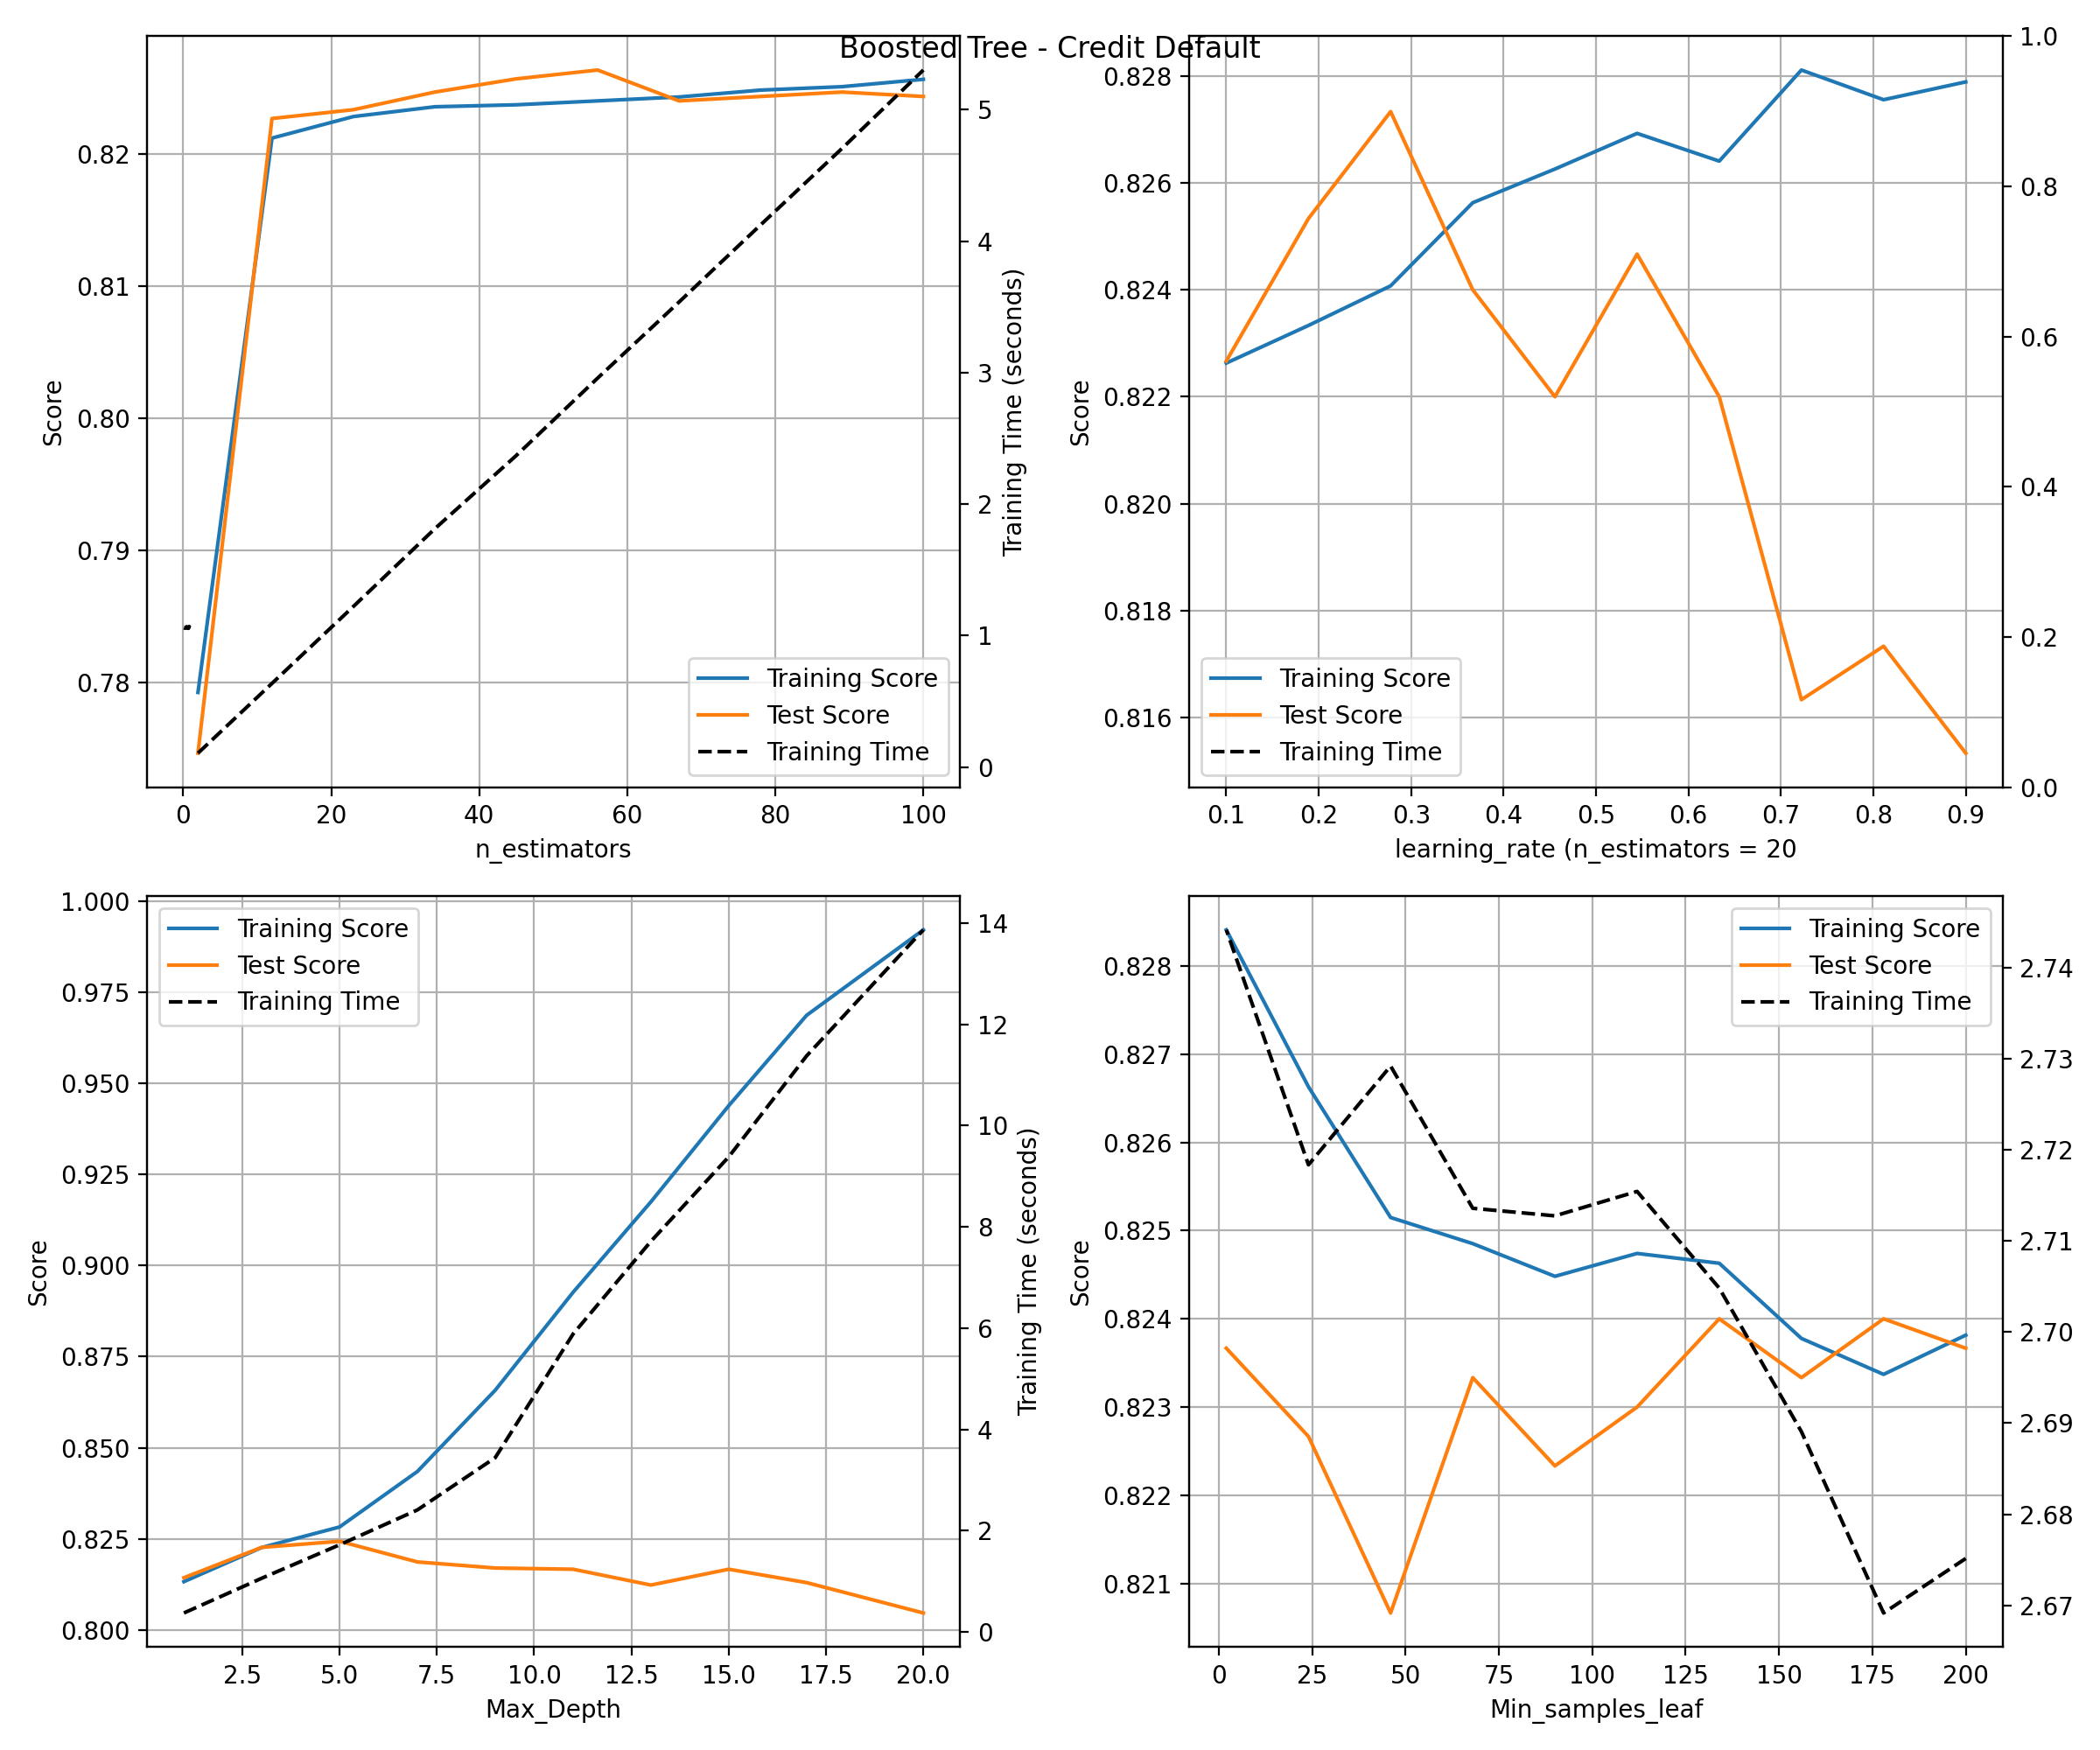 Boosted Tree - Credit Default
0.82
0.81
0.80
0.79
0.78
Score
5
4
3
2
1
0
Training Time (seconds)
Training Score
Test Score
Training Time
0 20 40 60 80 100
n_estimators
0.828
0.826
0.824
0.822
0.820
0.818
0.816
Score
1.0
0.8
0.6
0.4
0.2
0.0
Training Score
Test Score
Training Time
0.1 0.2 0.3 0.4 0.5 0.6 0.7 0.8 0.9
learning_rate (n_estimators = 20
1.000
0.975
0.950
0.925
0.900
0.875
0.850
0.825
0.800
Score
Training Score
Test Score
Training Time
14
12
10
8
6
4
2
0
Training Time (seconds)
2.5 5.0 7.5 10.0 12.5 15.0 17.5 20.0
Max_Depth
0.828
0.827
0.826
0.825
0.824
0.823
0.822
0.821
Score
Training Score
Test Score
Training Time
2.74
2.73
2.72
2.71
2.70
2.69
2.68
2.67
0 25 50 75 100 125 150 175 200
Min_samples_leaf